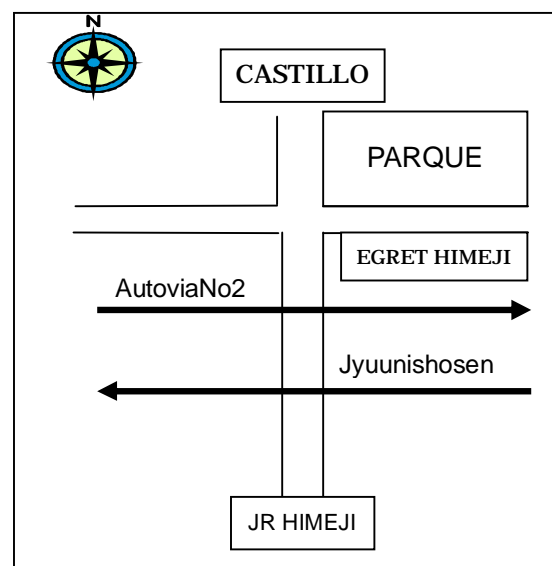 N
CASTILLO
PARQUE
EGRET HIMEJI
AutoviaNo2
Jyuunishosen
JR HIMEJI